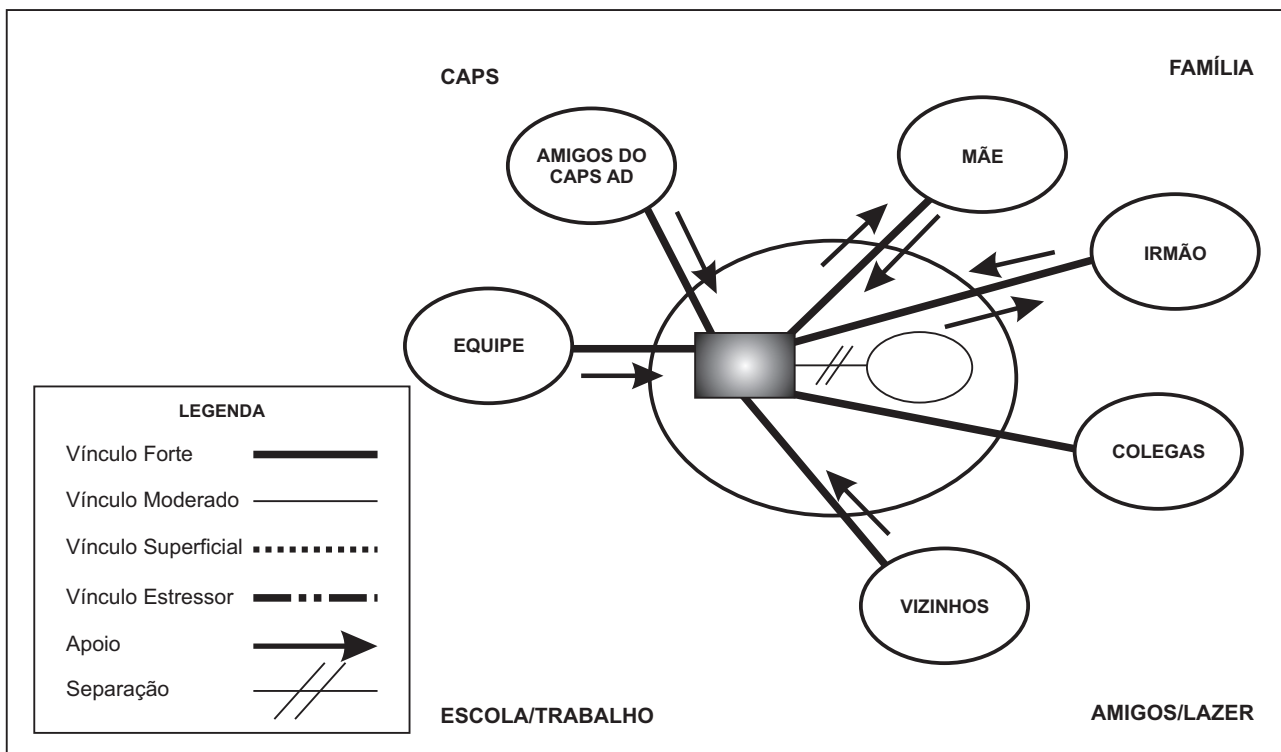 CAPS
FAMÍLIA
AMIGOS DO
CAPS AD
MÃE
IRMÃO
EQUIPE
COLEGAS
VIZINHOS
LEGENDA
Vínculo Forte
Vínculo Moderado
Vínculo Superficial
Vínculo Estressor
Apoio
Separação
ESCOLA/TRABALHO
AMIGOS/LAZER